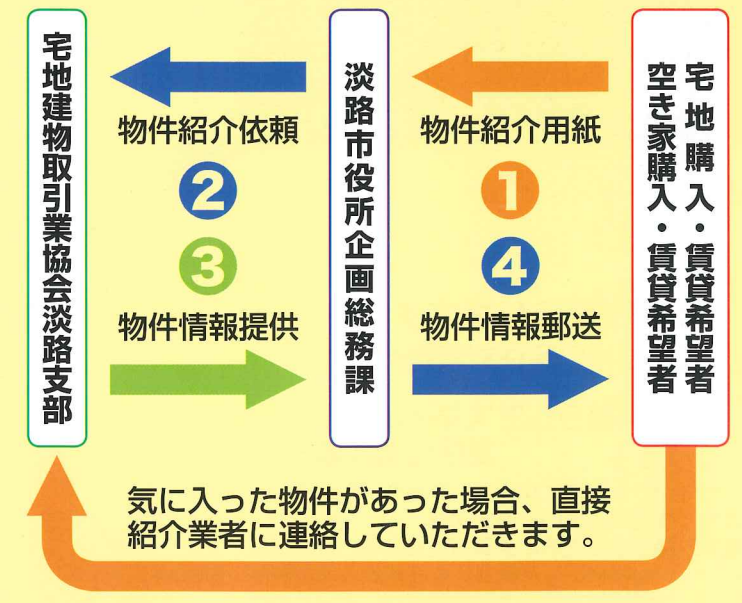 宅地建物取引業協会淡路支部
物件紹介依頼
2
3
物件情報提供
淡路市役所企画総務課
物件紹介用紙
1
4
物件情報郵送
宅地購入・賃貸希望者
空き家購入・賃貸希望者
気に入った物件があった場合、直接
紹介業者に連絡していただきます。